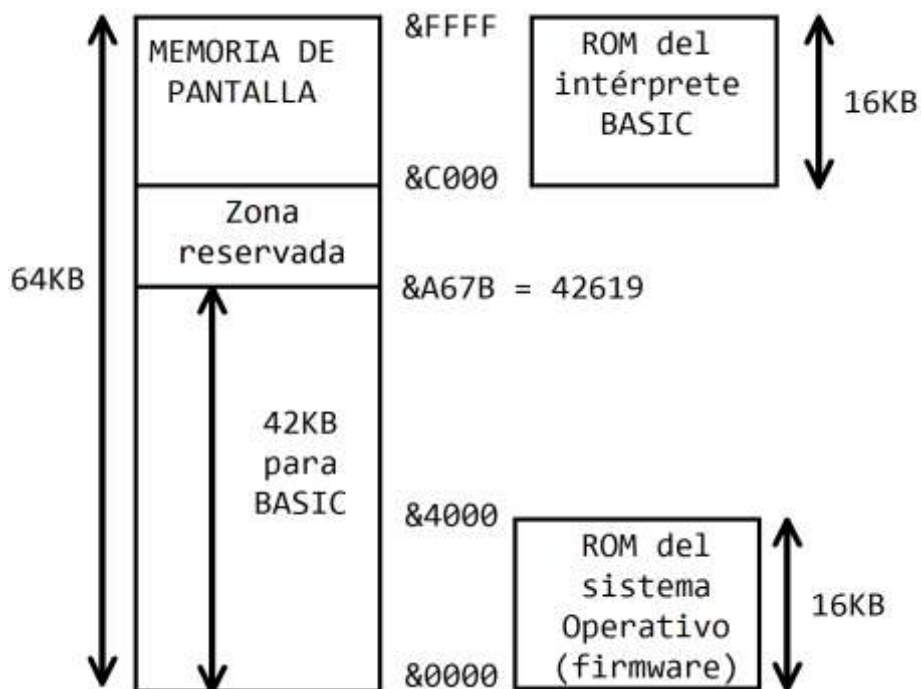 MEMORIA DE
PANTALLA
&FFFF
ROM del
intérprete
BASIC
16KB
&C000
Zona
reservada
64KB
&A67B = 42619
42KB
para
BASIC
&4000
ROM del
sistema
Operativo
(firmware)
16KB
&0000